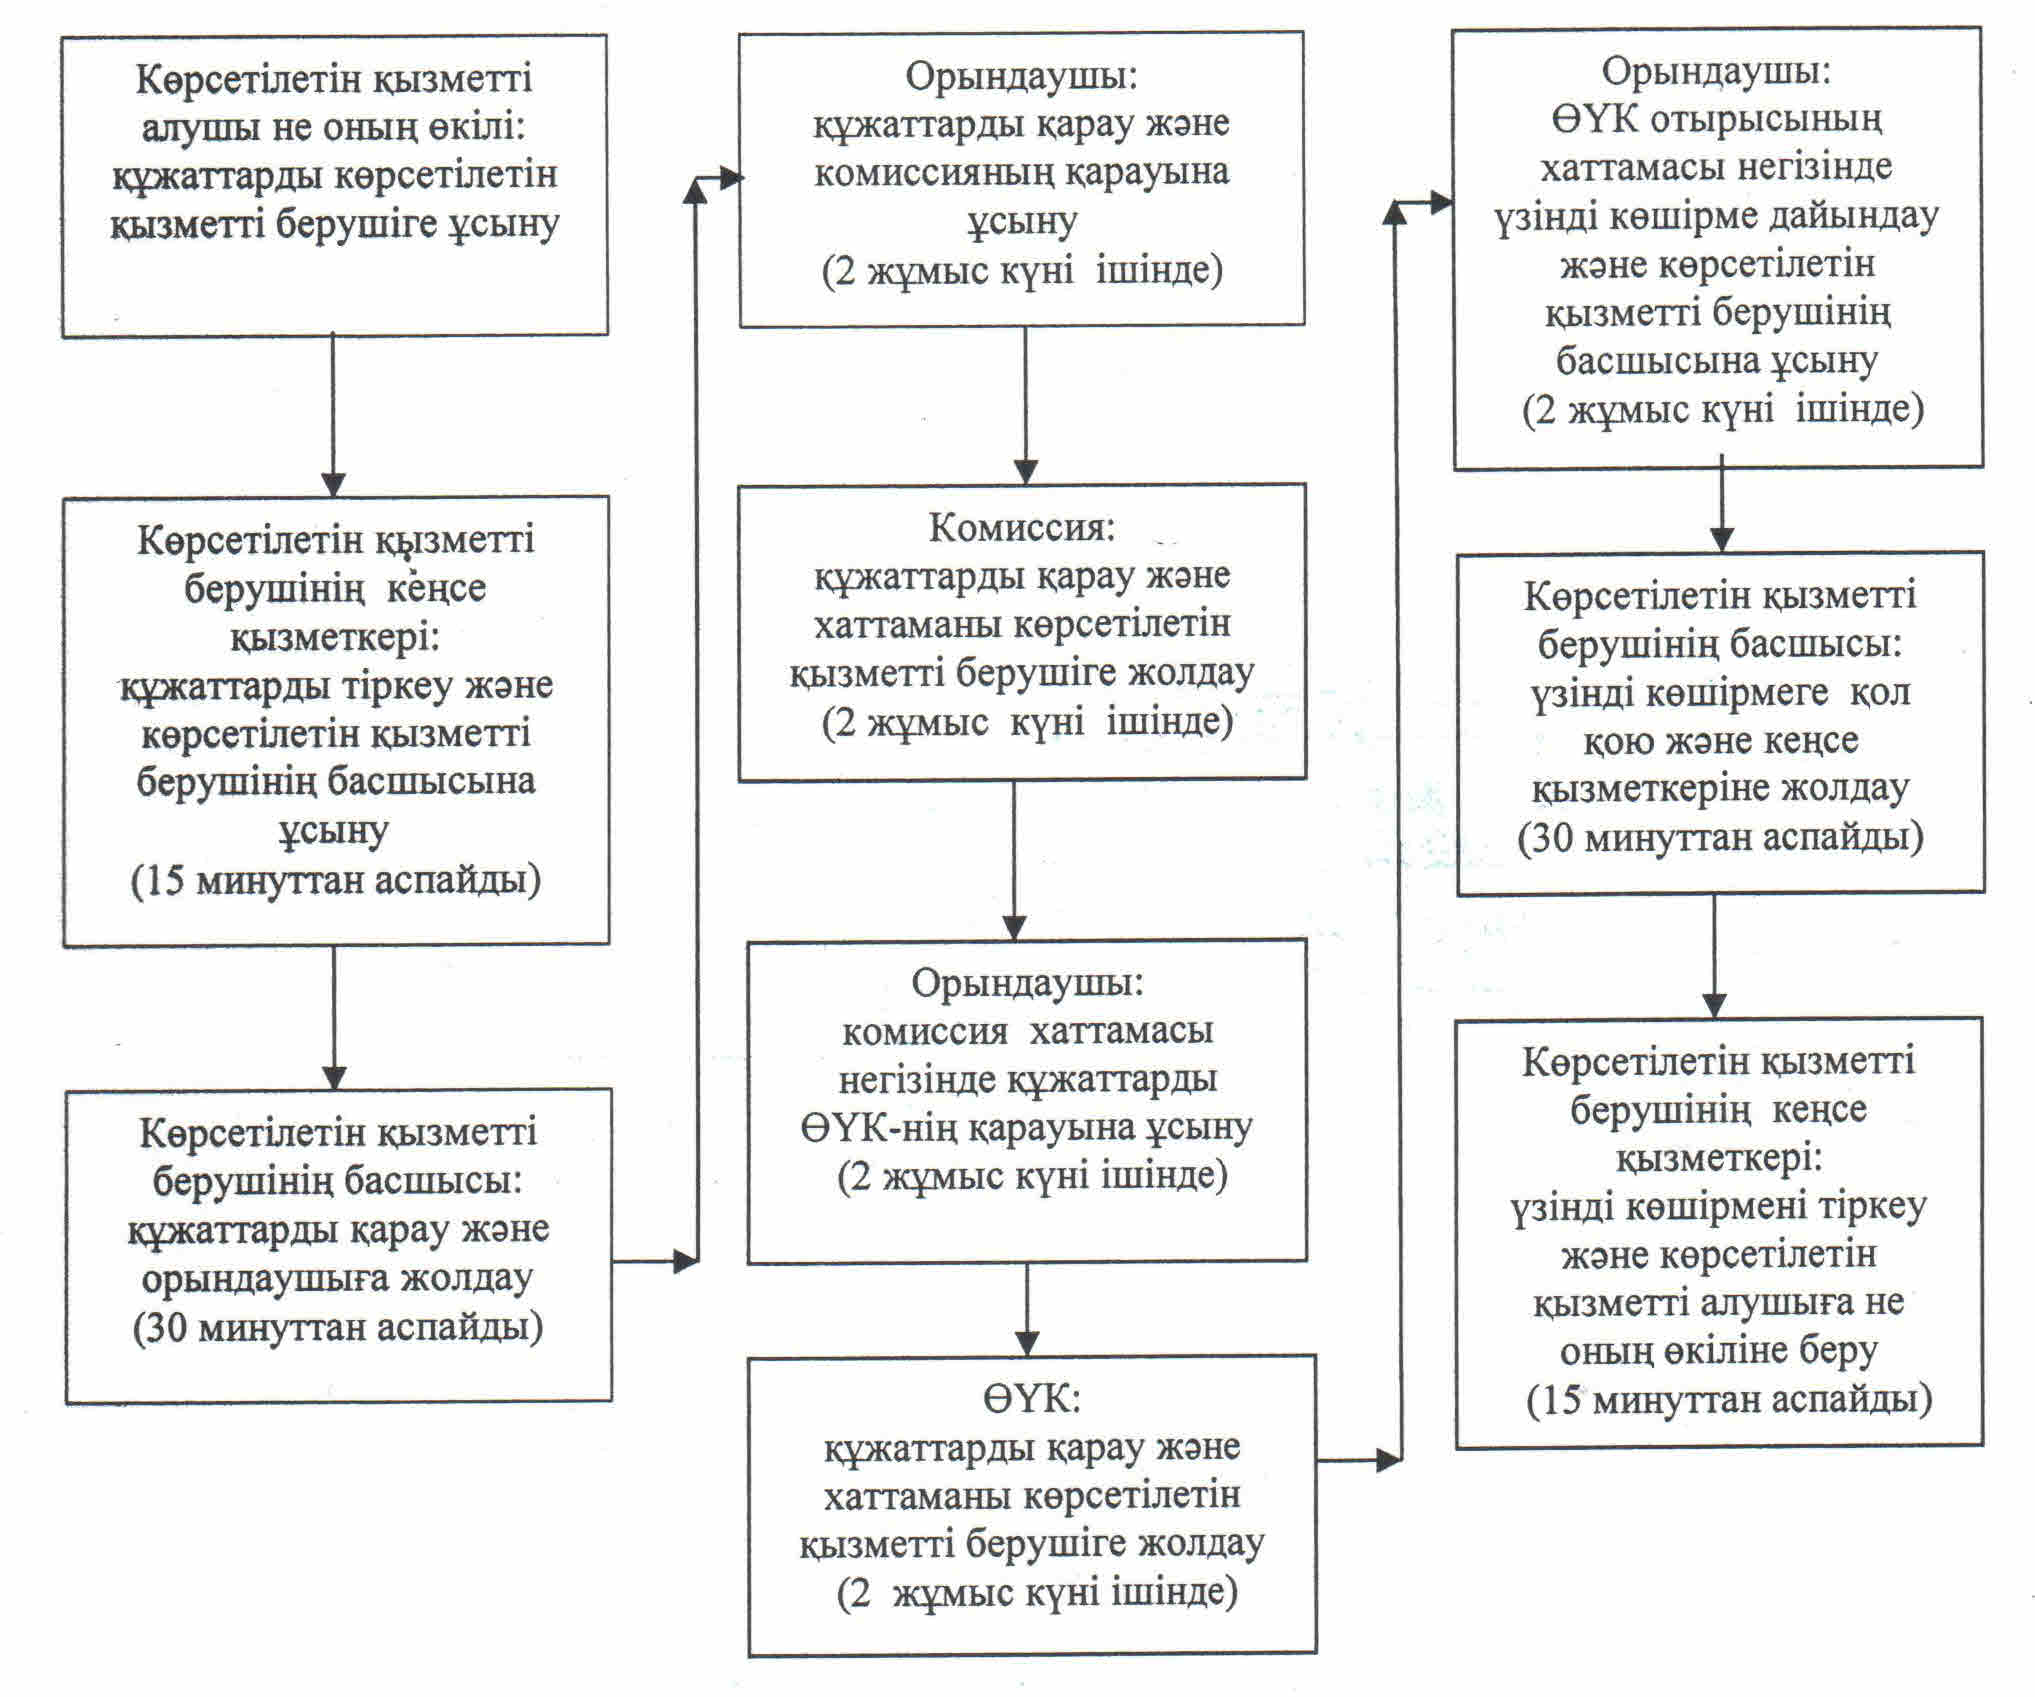 Көрсетілетін қызметті
алушы не оның өкілі:
құжаттарды көрсетілетін
қызметті берушіге ұсыну
Көрсетілетін қызметті
берушінің кеңсе
қызметкері:
құжаттарды тіркеу және
көрсетілетін қызметті
берушінің басшысына
ұсыну
(15 минуттан аспайды)
Көрсетілетін қызметті
берушінің басшысы:
құжаттарды қарау және
орындаушыға жолдау
(30 минуттан аспайды)
Орындаушы:
құжаттарды қарау және
комиссияның қарауына
ұсыну
(2 жұмыс күні ішінде)
Комиссия:
құжаттарды қарау және
хаттаманы көрсетілетін
қызметті берушіге жолдау
(2 жұмыс күні ішінде)
Орындаушы:
комиссия хаттамасы
негізінде құжаттарды
ӨҮК-нің қарауына ұсыну
(2 жұмыс күні ішінде)
ӨҮК:
құжаттарды қарау және
хаттаманы көрсетілетін
қызметті берушіге жолдау
(2 жұмыс күні ішінде)
Орындаушы:
ӨҮК отырысының
хаттамасы негізінде
үзінді көшірме дайындау
және көрсетілетін
қызметті берушінің
басшысына ұсыну
(2 жұмыс күні ішінде)
Көрсетілетін қызметті
берушінің басшысы:
үзінді көшірмеге қол
қою және кеңсе
қызметкеріне жолдау
(30 минуттан аспайды)
Көрсетілетін қызметті
берушінің кеңсе
қызметкері:
үзінді көшірмені тіркеу
және көрсетілетін
қызметті алушыға не
оның өкіліне беру
(15 минуттан аспайды)